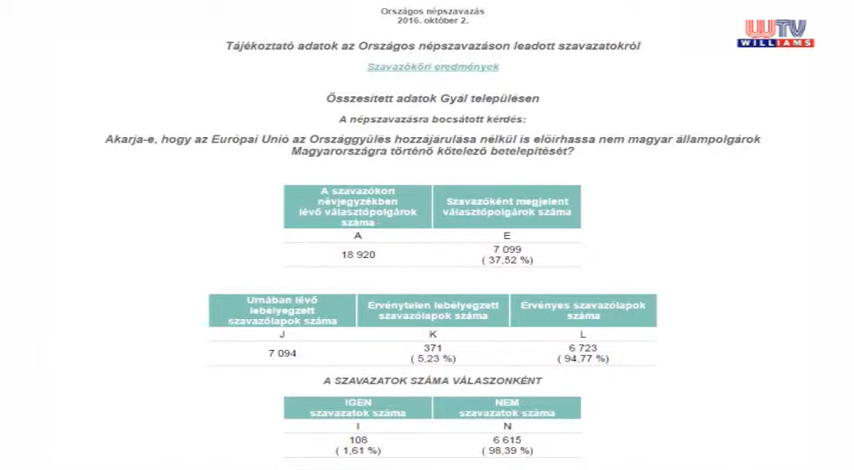 Országos népszavazás
2016. október 2.
WTV
WILLIAMS
Tájékoztató adatok az Országos népszavazáson leadott szavazatokról
Szavazóköri eredmények
Összesített adatok Gyál településen
A népszavazásra bocsátott kérdés:
Akarja-e, hogy az Európai Unió az Országgyűlés hozzájárulása nélkül is előírhassa nem magyar állampolgárok
Magyarországra történő kötelező betelepítését?
A szavazóköri
névjegyzékben
lévő választópolgárok
száma
Szavazóként megjelent
választópolgárok száma
A
E
18 920
7 099
( 37,52 %)
Urnában lévő
lebélyegzett
szavazólapok száma
Érvénytelen lebélyegzett
szavazólapok száma
Érvényes szavazólapok
száma
J
K
L
7 094
371
( 5,23 %)
6 723
( 94,77 %)
A SZAVAZATOK SZÁMA VÁLASZONKÉNT
IGEN
szavazatok száma
NEM
szavazatok száma
I
N
108
( 1,61 %)
6 615
( 98,39 %)